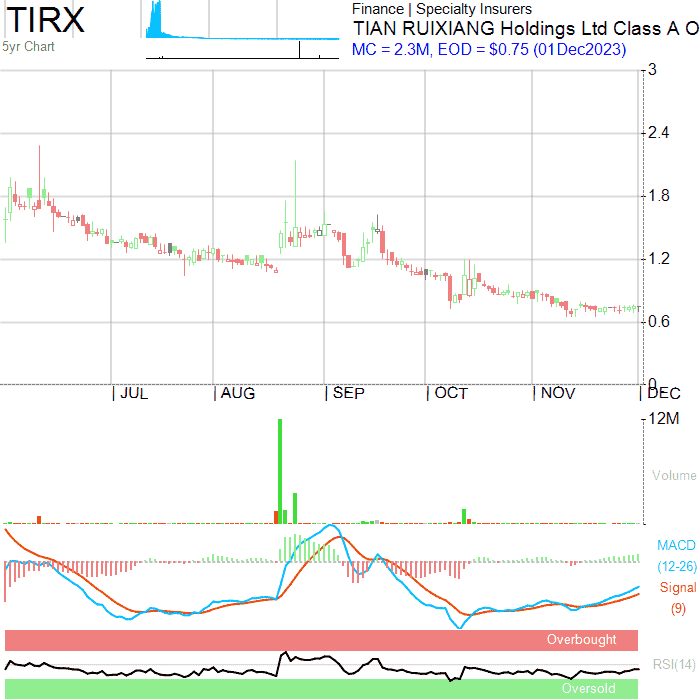 TIRX
5yr Chart
Finance | Specialty Insurers
TIAN RUIXIANG Holdings Ltd Class A O
MC = 2.3M, EOD = $0.75 (01Dec2023)
3
2.4
1.8
1.2
0.6
0
JUL
AUG
SEP
OCT
NOV
DEC
12M
Volume
MACD
(12-26)
Signal
(9)
Overbought
RSI(14)
Oversold